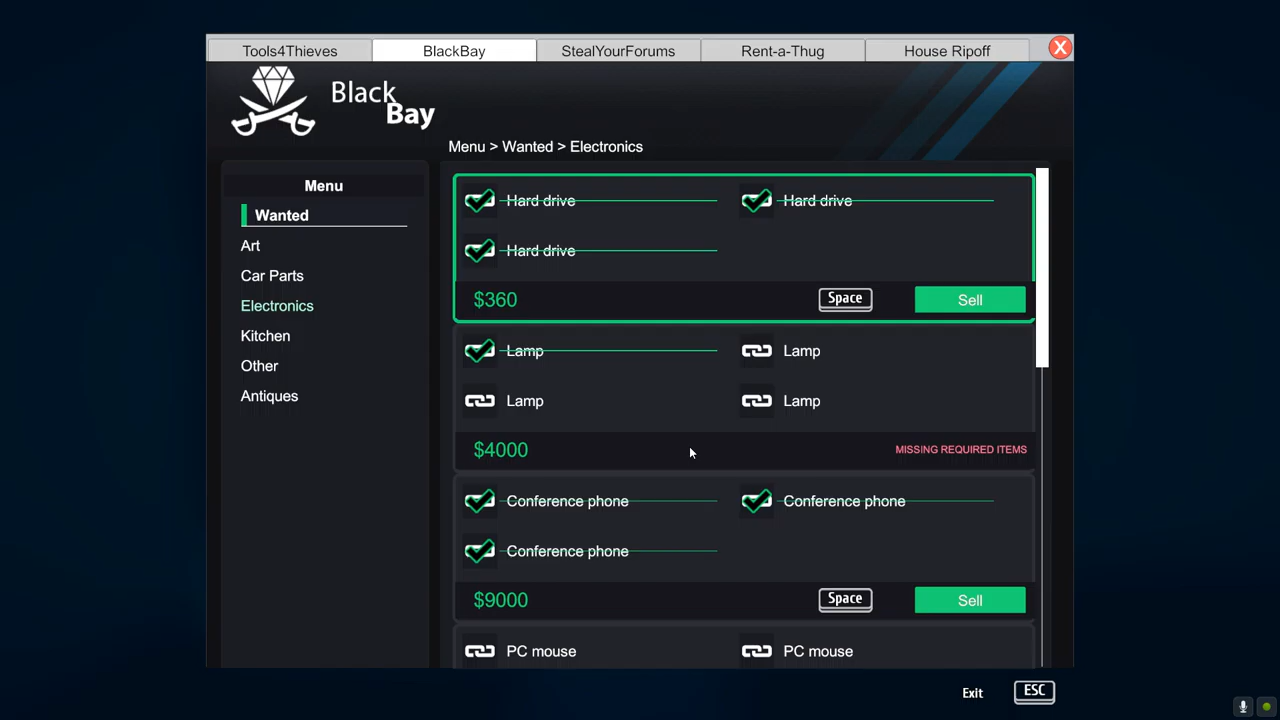 Tools4Thieves BlackBay StealYourForums Rent-a-Thug House Ripoff X
Black
Bay
Menu > Wanted > Electronics
Menu
Wanted
Art
Car Parts
Electronics
Kitchen
Other
Antiques
Hard drive Hard drive
Hard drive
$360 Space Sell
Lamp Lamp
Lamp Lamp
$4000 MISSING REQUIRED ITEMS
Conference phone Conference phone
Conference phone
$9000 Space Sell
PC mouse PC mouse
Exit ESC